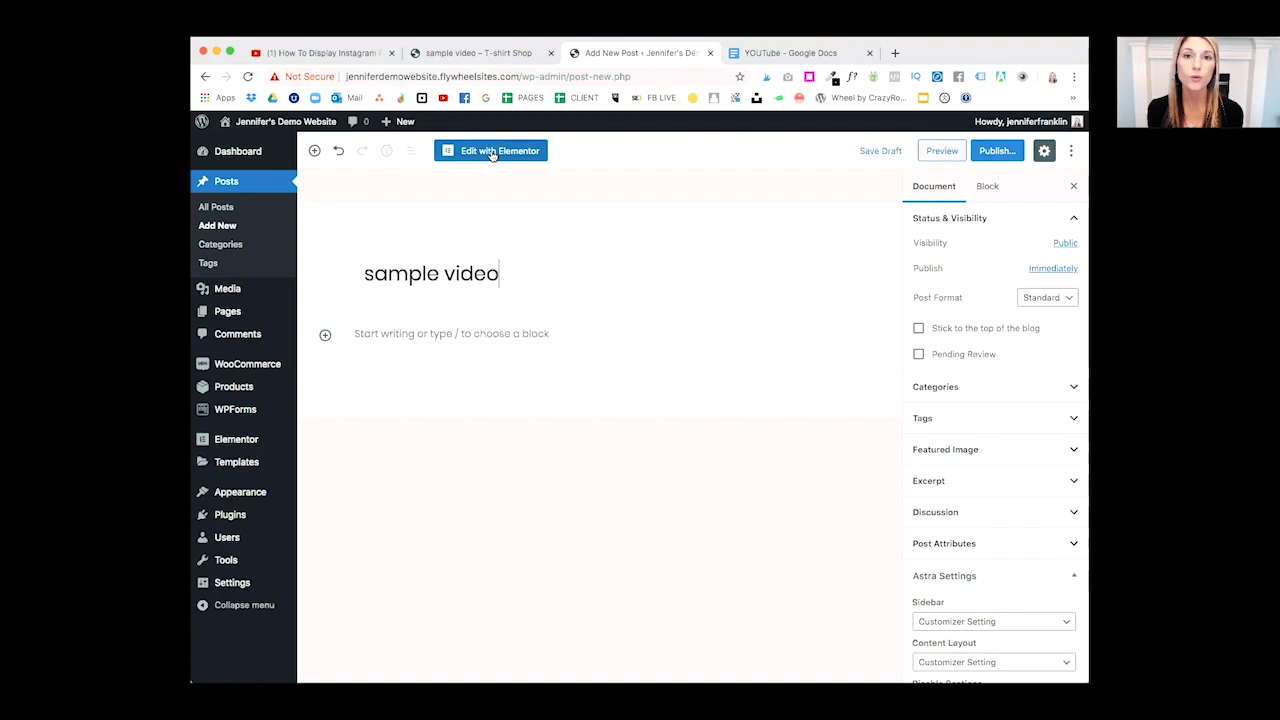 (1) How To Display Instagram F
sample video – T-shirt Shop
Add New Post ‹ Jennifer's De
YOUTube - Google Docs
Not Secure
jenniferdemowebsite.flywheelsites.com/wp-admin/post-new.php
Apps
Mail
PAGES
CLIENT
FB LIVE
Wheel by CrazyRo...
Jennifer's Demo Website
0
New
Howdy, jenniferfranklin
Dashboard
Posts
All Posts
Add New
Categories
Tags
Media
Pages
Comments
WooCommerce
Products
WPForms
Elementor
Templates
Appearance
Plugins
Users
Tools
Settings
Collapse menu
Edit with Elementor
Save Draft
Preview
Publish...
sample video
Start writing or type / to choose a block
Document
Block
Status & Visibility
Visibility
Public
Publish
Immediately
Post Format
Standard
Stick to the top of the blog
Pending Review
Categories
Tags
Featured Image
Excerpt
Discussion
Post Attributes
Astra Settings
Sidebar
Customizer Setting
Content Layout
Customizer Setting